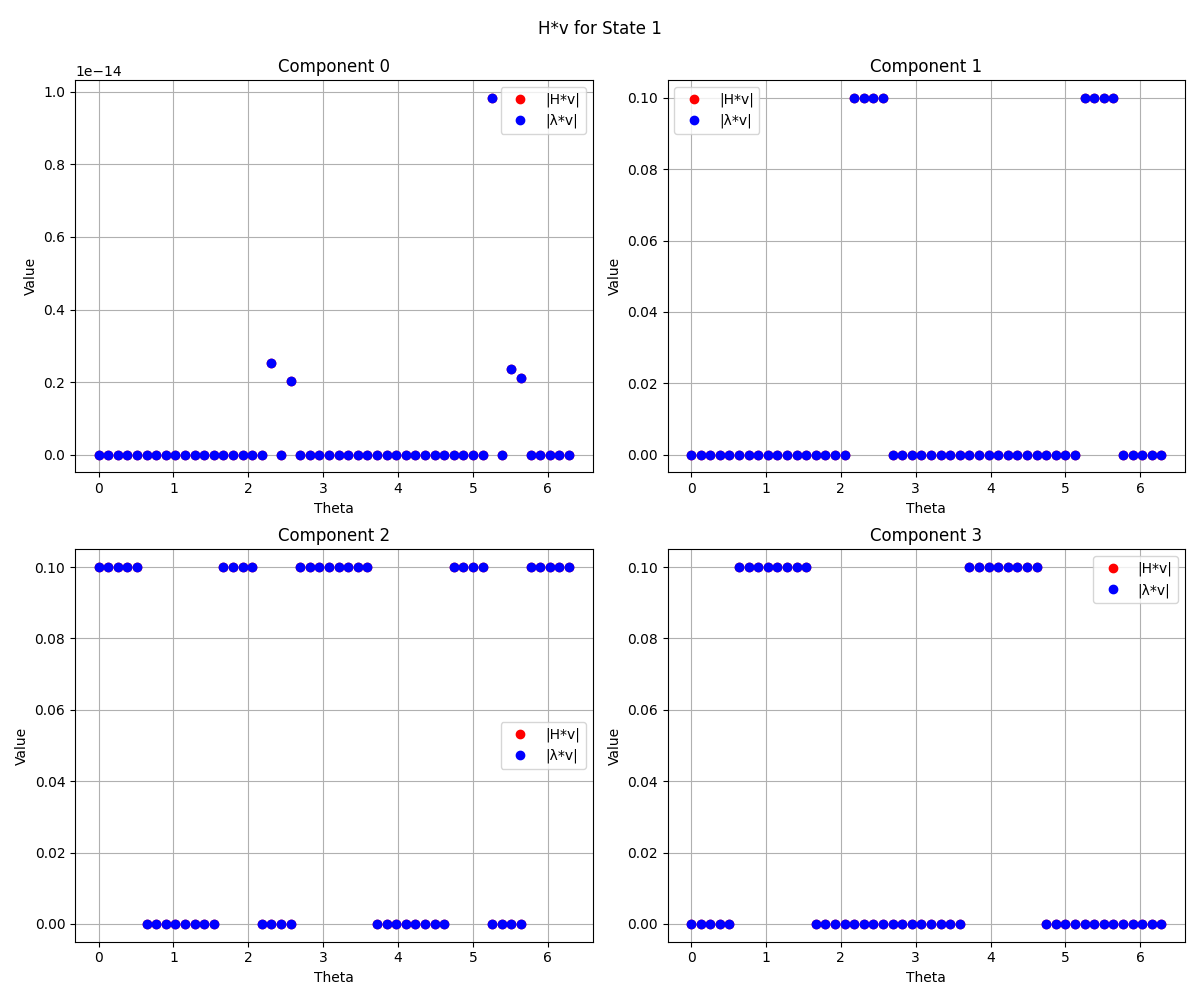 H*v for State 1
Component 0
1e−14
1.0
0.8
0.6
0.4
0.2
0.0
Value
0 1 2 3 4 5 6
Theta
|H*v|
|λ*v|
Component 1
0.10
0.08
0.06
0.04
0.02
0.00
Value
0 1 2 3 4 5 6
Theta
|H*v|
|λ*v|
Component 2
0.10
0.08
0.06
0.04
0.02
0.00
Value
0 1 2 3 4 5 6
Theta
|H*v|
|λ*v|
Component 3
0.10
0.08
0.06
0.04
0.02
0.00
Value
0 1 2 3 4 5 6
Theta
|H*v|
|λ*v|